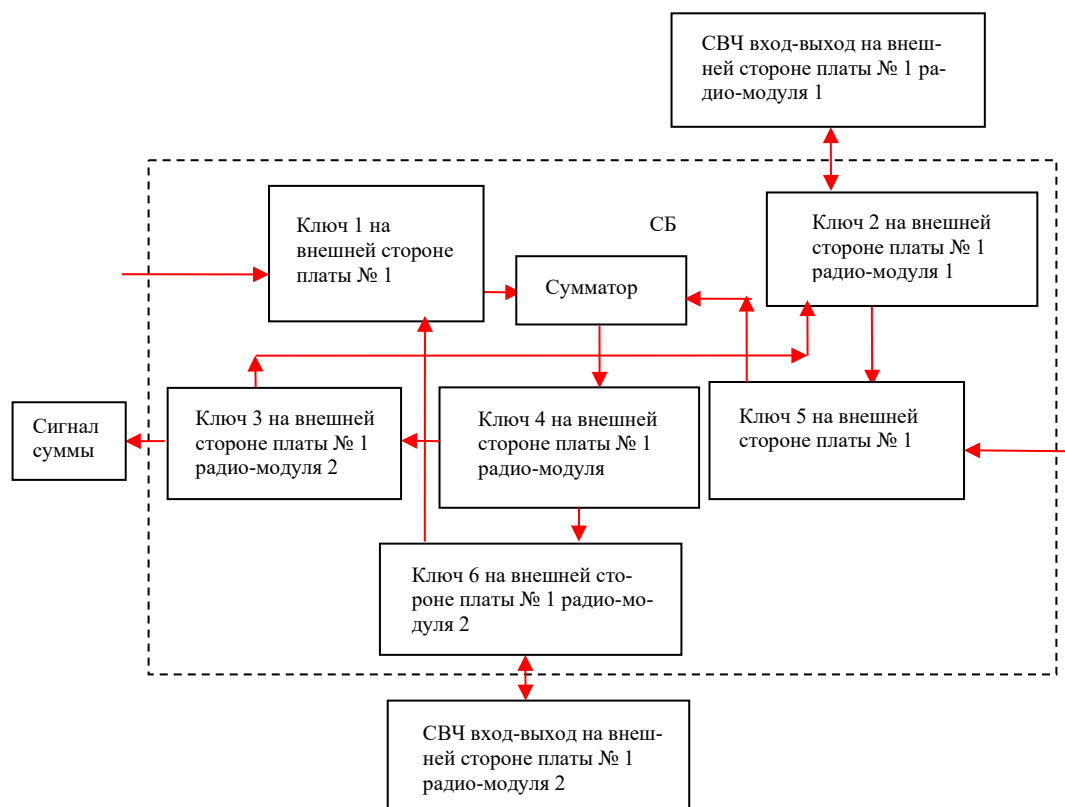 СВЧ вход-выход на внеш-
ней стороне платы № 1 ра-
дио-модуля 1
Ключ 1 на
внешней стороне
платы № 1
СБ
Ключ 2 на внешней
стороне платы № 1
радио-модуля 1
Сумматор
Сигнал
суммы
Ключ 3 на внешней
стороне платы № 1
радио-модуля 2
Ключ 4 на внешней
стороне платы № 1
радио-модуля
Ключ 5 на внешней
стороне платы № 1
Ключ 6 на внешней сто-
роне платы № 1 радио-мо-
дуля 2
СВЧ вход-выход на внеш-
ней стороне платы № 1
радио-модуля 2